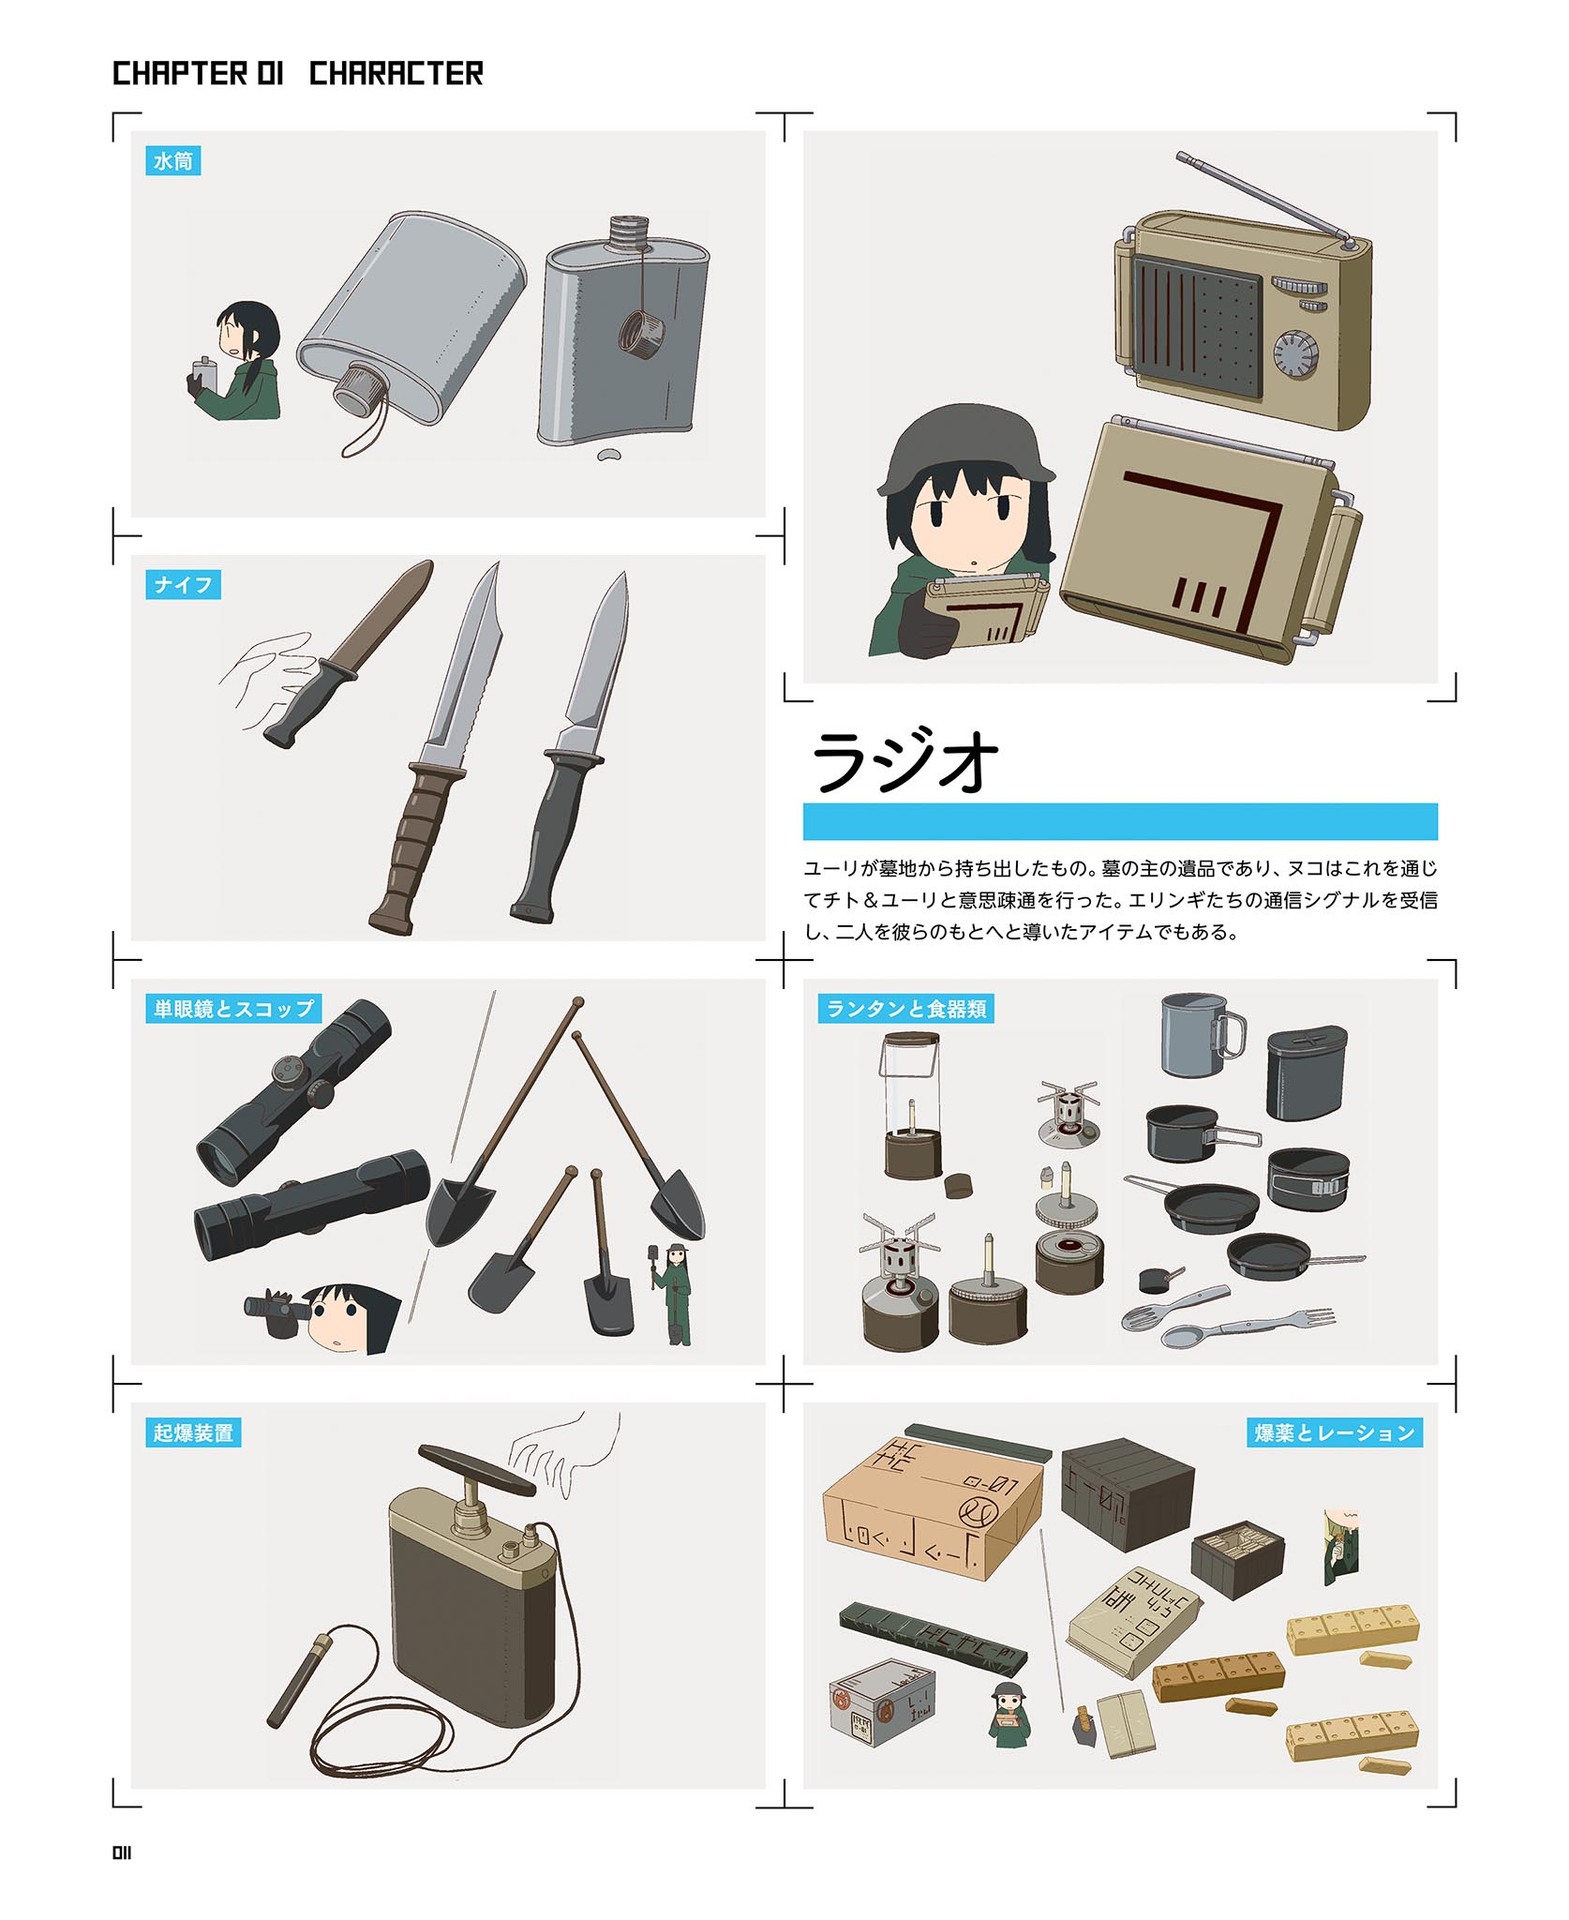 CHAPTER 01 CHARACTER
水筒
ナイフ
ラジオ
ユーリが墓地から持ち出したもの。墓の主の遺品であり、ヌコはこれを通じ
てチト＆ユーリと意思疎通を行った。エリンギたちの通信シグナルを受信
し、二人を彼らのもとへと導いたアイテムでもある。
単眼鏡とスコップ
ランタンと食器類
起爆装置
爆薬とレーション
011